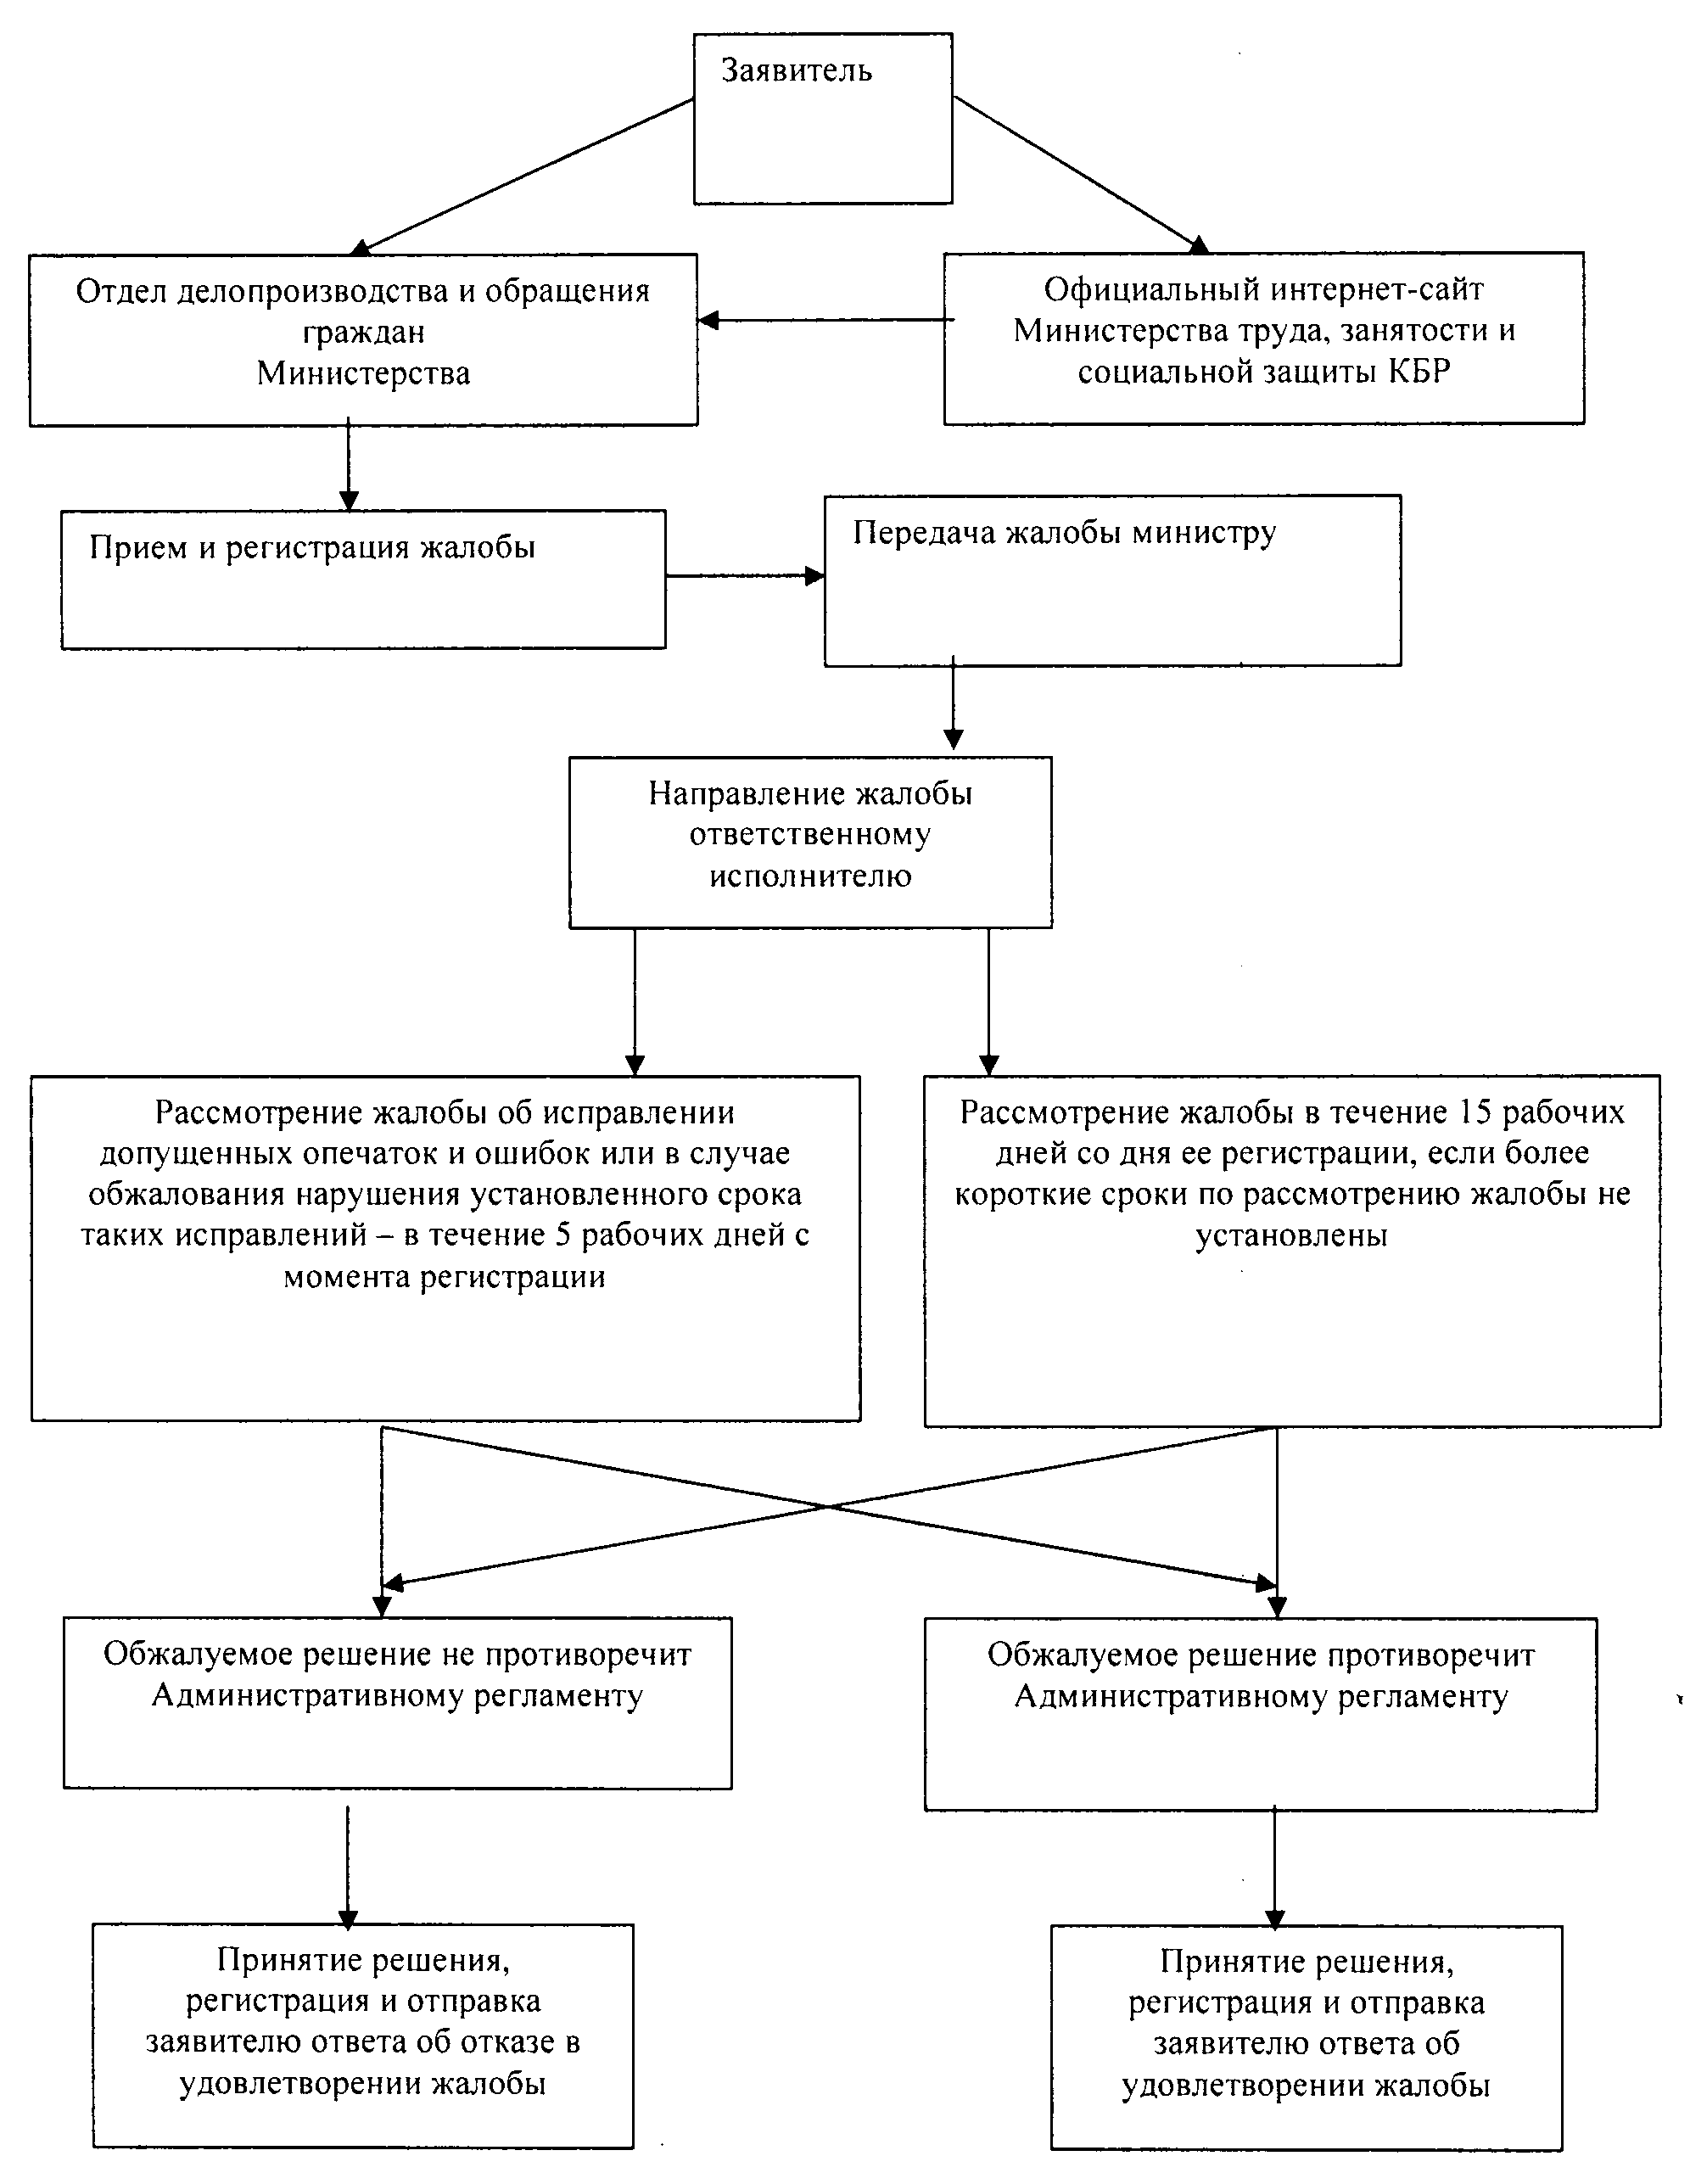 Заявитель
Отдел делопроизводства и обращения
граждан
Министерства
Официальный интернет-сайт
Министерства труда, занятости и
социальной защиты КБР
Прием и регистрация жалобы
Передача жалобы министру
Направление жалобы
ответственному
исполнителю
Рассмотрение жалобы об исправлении
допущенных опечаток и ошибок или в случае
обжалования нарушения установленного срока
таких исправлений – в течение 5 рабочих дней с
момента регистрации
Рассмотрение жалобы в течение 15 рабочих
дней со дня ее регистрации, если более
короткие сроки по рассмотрению жалобы не
установлены
Обжалуемое решение не противоречит
Административному регламенту
Обжалуемое решение противоречит
Административному регламенту
Принятие решения,
регистрация и отправка
заявителю ответа об отказе в
удовлетворении жалобы
Принятие решения,
регистрация и отправка
заявителю ответа об
удовлетворении жалобы